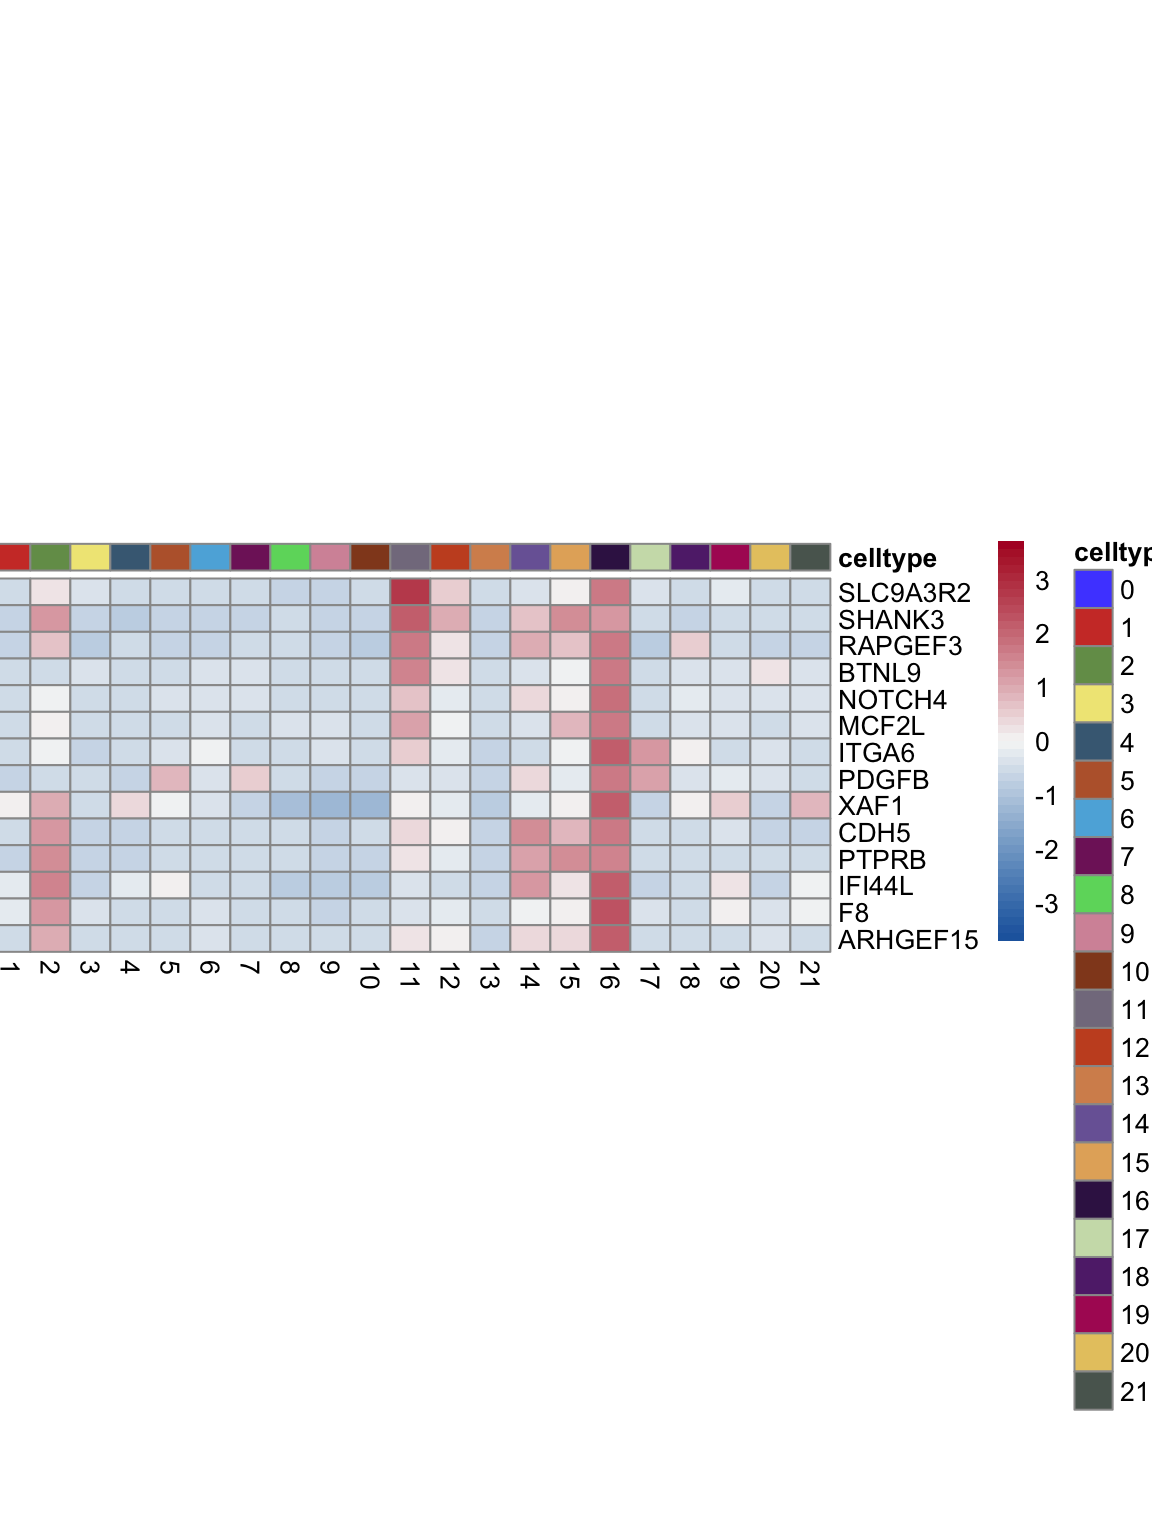 celltype
SLC9A3R2
SHANK3
RAPGEF3
BTNL9
NOTCH4
MCF2L
ITGA6
PDGFB
XAF1
CDH5
PTPRB
IFI44L
F8
ARHGEF15
1 2 3 4 5 6 7 8 9 10 11 12 13 14 15 16 17 18 19 20 21
3
2
1
0
-1
-2
-3
celltyp
0
1
2
3
4
5
6
7
8
9
10
11
12
13
14
15
16
17
18
19
20
21